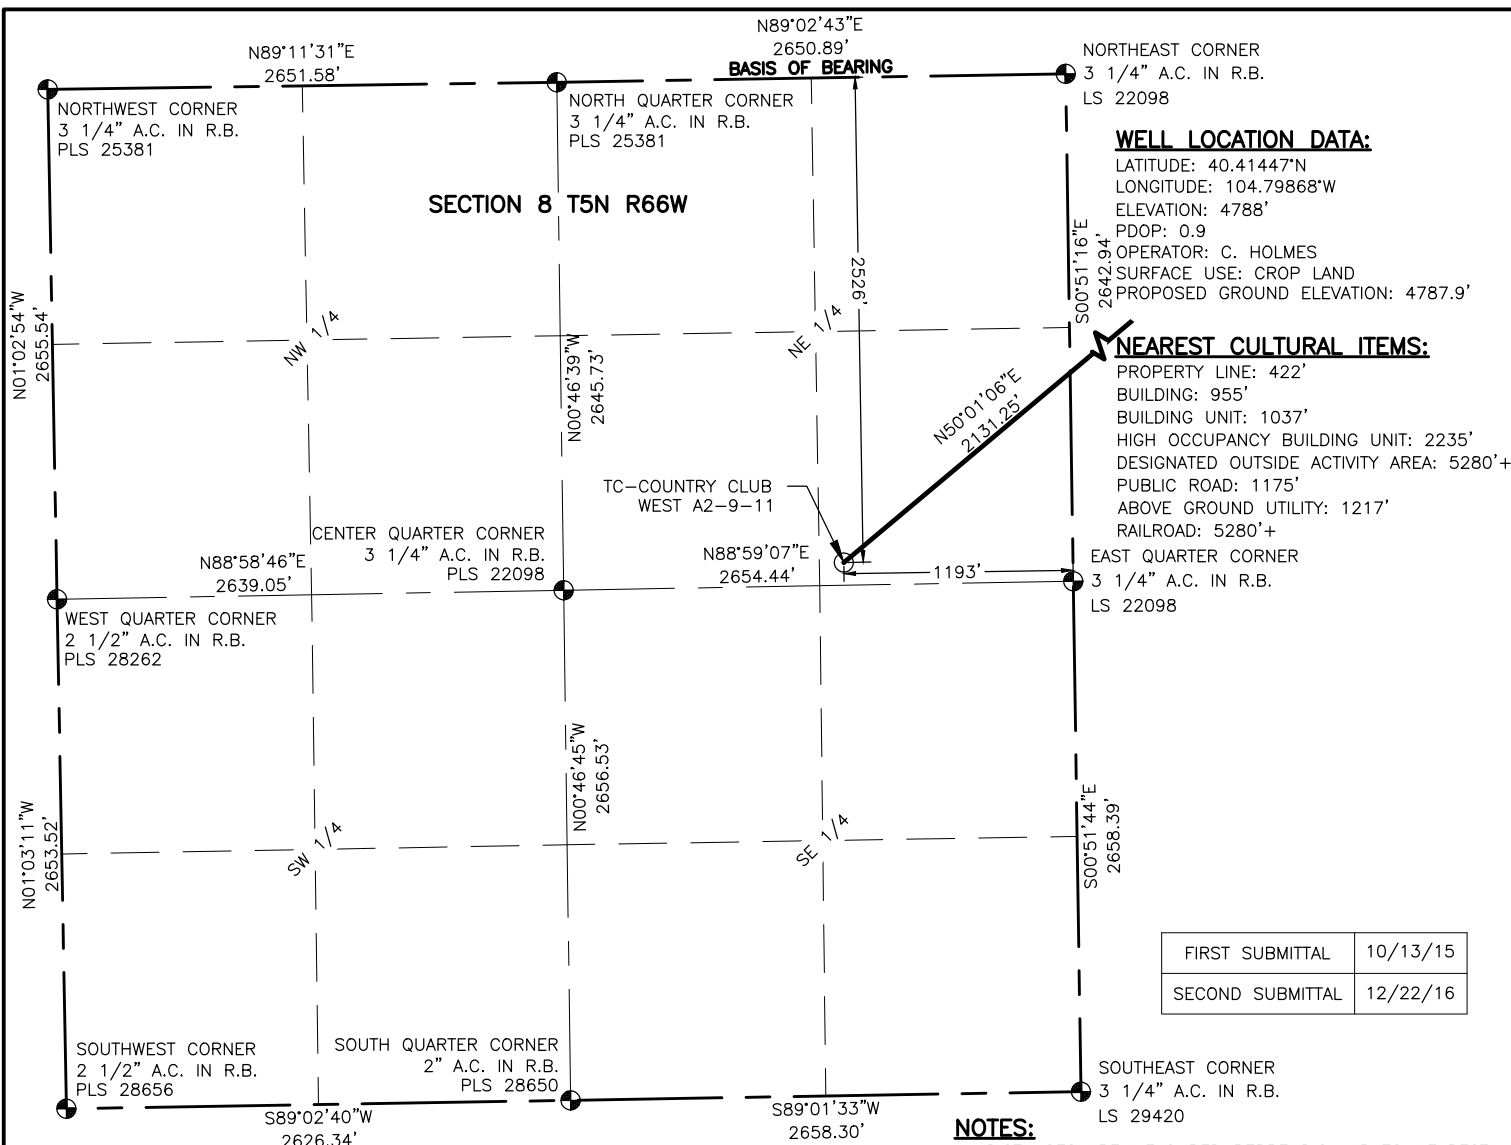 N89°11'31"E
2651.58'
N89°02'43"E
2650.89'
BASIS OF BEARING
NORTHWEST CORNER
3 1/4" A.C. IN R.B.
PLS 25381
NORTH QUARTER CORNER
3 1/4" A.C. IN R.B.
PLS 25381
NORTHEAST CORNER
3 1/4" A.C. IN R.B.
LS 22098
SECTION 8 T5N R66W
WELL LOCATION DATA:
LATITUDE: 40.41447°N
LONGITUDE: 104.79868°W
ELEVATION: 4788'
PDOP: 0.9
OPERATOR: C. HOLMES
SURFACE USE: CROP LAND
PROPOSED GROUND ELEVATION: 4787.9'
S00°51'16"E
2642.94'
2526'
N01°02'54"W
2655.54'
NW 1/4
N00°46'39"W
2645.73'
NE 1/4
NEAREST CULTURAL ITEMS:
PROPERTY LINE: 422'
BUILDING: 955'
BUILDING UNIT: 1037'
HIGH OCCUPANCY BUILDING UNIT: 2235'
DESIGNATED OUTSIDE ACTIVITY AREA: 5280'+
PUBLIC ROAD: 1175'
ABOVE GROUND UTILITY: 1217'
RAILROAD: 5280'+
N50°01'06"E
2131.25'
TC-COUNTRY CLUB
WEST A2-9-11
CENTER QUARTER CORNER
3 1/4" A.C. IN R.B.
PLS 22098
N88°58'46"E
2639.05'
N88°59'07"E
2654.44'
1193'
EAST QUARTER CORNER
3 1/4" A.C. IN R.B.
LS 22098
WEST QUARTER CORNER
2 1/2" A.C. IN R.B.
PLS 28262
N01°03'11"W
2653.52'
SW 1/4
N00°46'45"W
2656.53'
SE 1/4
S00°51'44"E
2658.39'
FIRST SUBMITTAL 10/13/15
SECOND SUBMITTAL 12/22/16
SOUTHWEST CORNER
2 1/2" A.C. IN R.B.
PLS 28656
SOUTH QUARTER CORNER
2" A.C. IN R.B.
PLS 28650
SOUTHEAST CORNER
3 1/4" A.C. IN R.B.
LS 29420
S89°02'40"W
2626.34'
S89°01'33"W
2658.30'
NOTES: